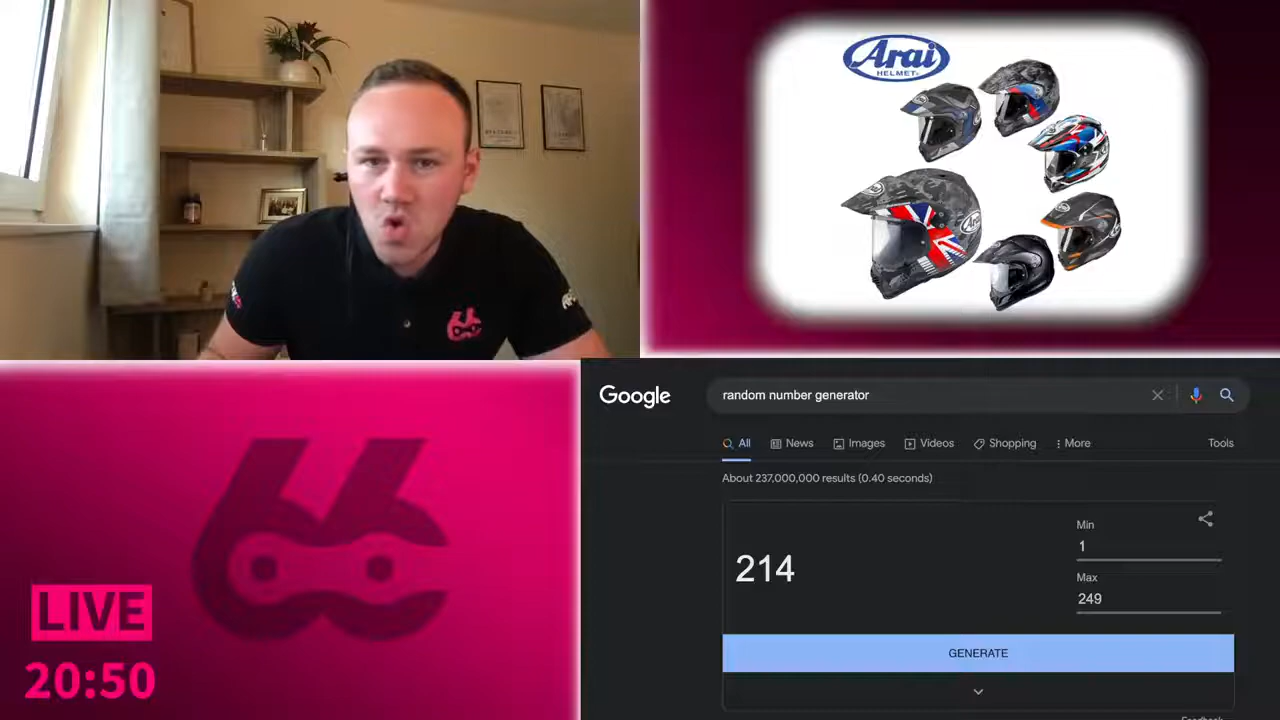 Arai
HELMET
Google
random number generator
All
News
Images
Videos
Shopping
More
Tools
About 237,000,000 results (0.40 seconds)
214
Min
1
Max
249
GENERATE
LIVE
20:50